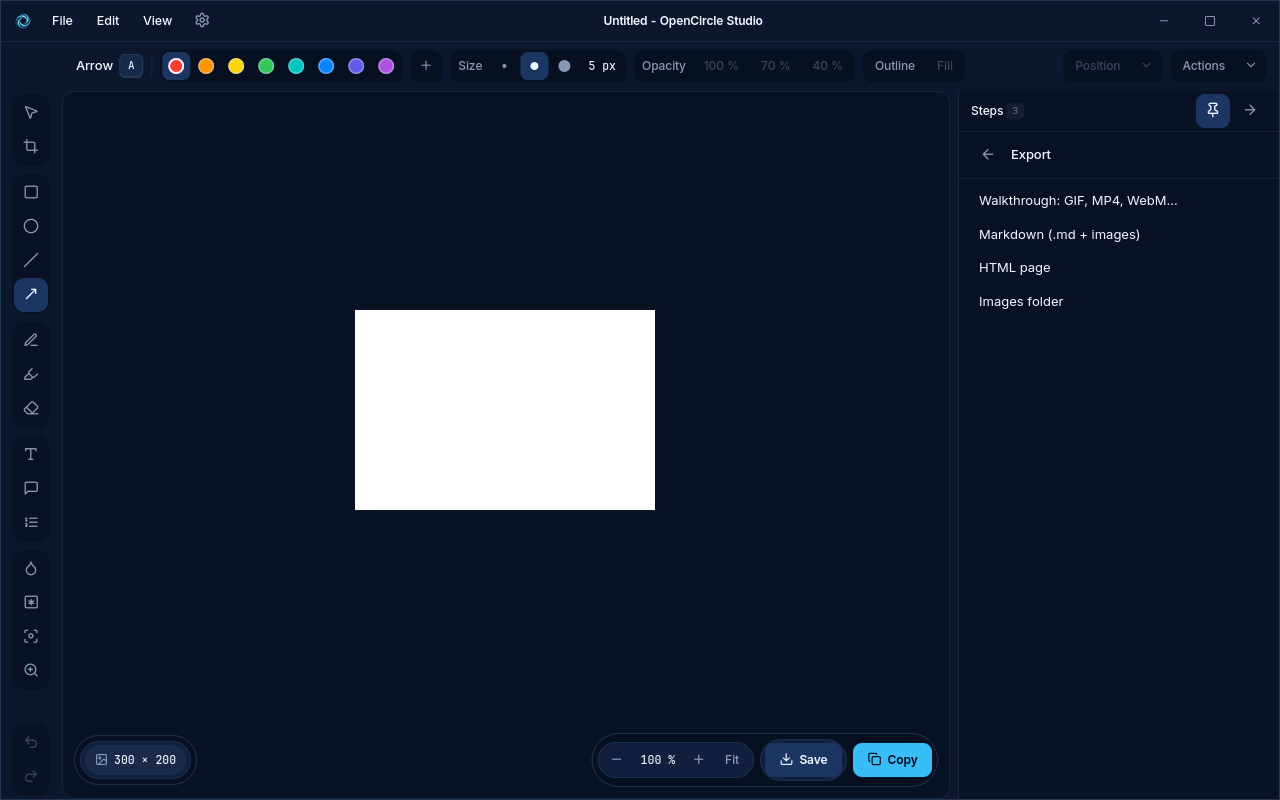 File Edit View Untitled - OpenCircle Studio
Arrow A Size 5 px Opacity 100 % 70 % 40 % Outline Fill Position Actions
Steps 3
Export
Walkthrough: GIF, MP4, WebM...
Markdown (.md + images)
HTML page
Images folder
300 × 200 100 % Fit Save Copy